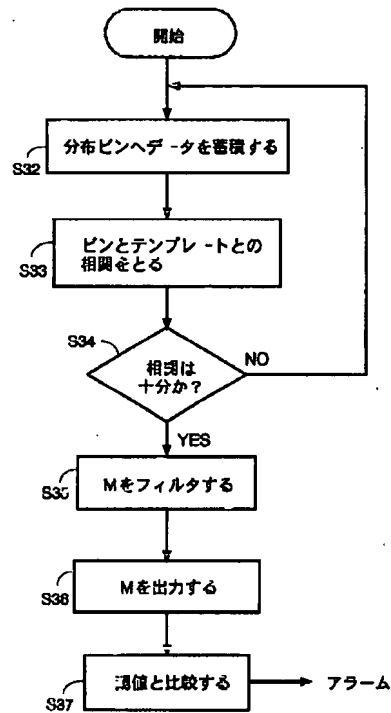 開始
分布ビンへデータを蓄積する
S32
ビンとテンプレートとの
相関をとる
S33
S34
相関は
十分か?
NO
YES
Mをフィルタする
S35
Mを出力する
S36
値と比較する
S37
アラーム